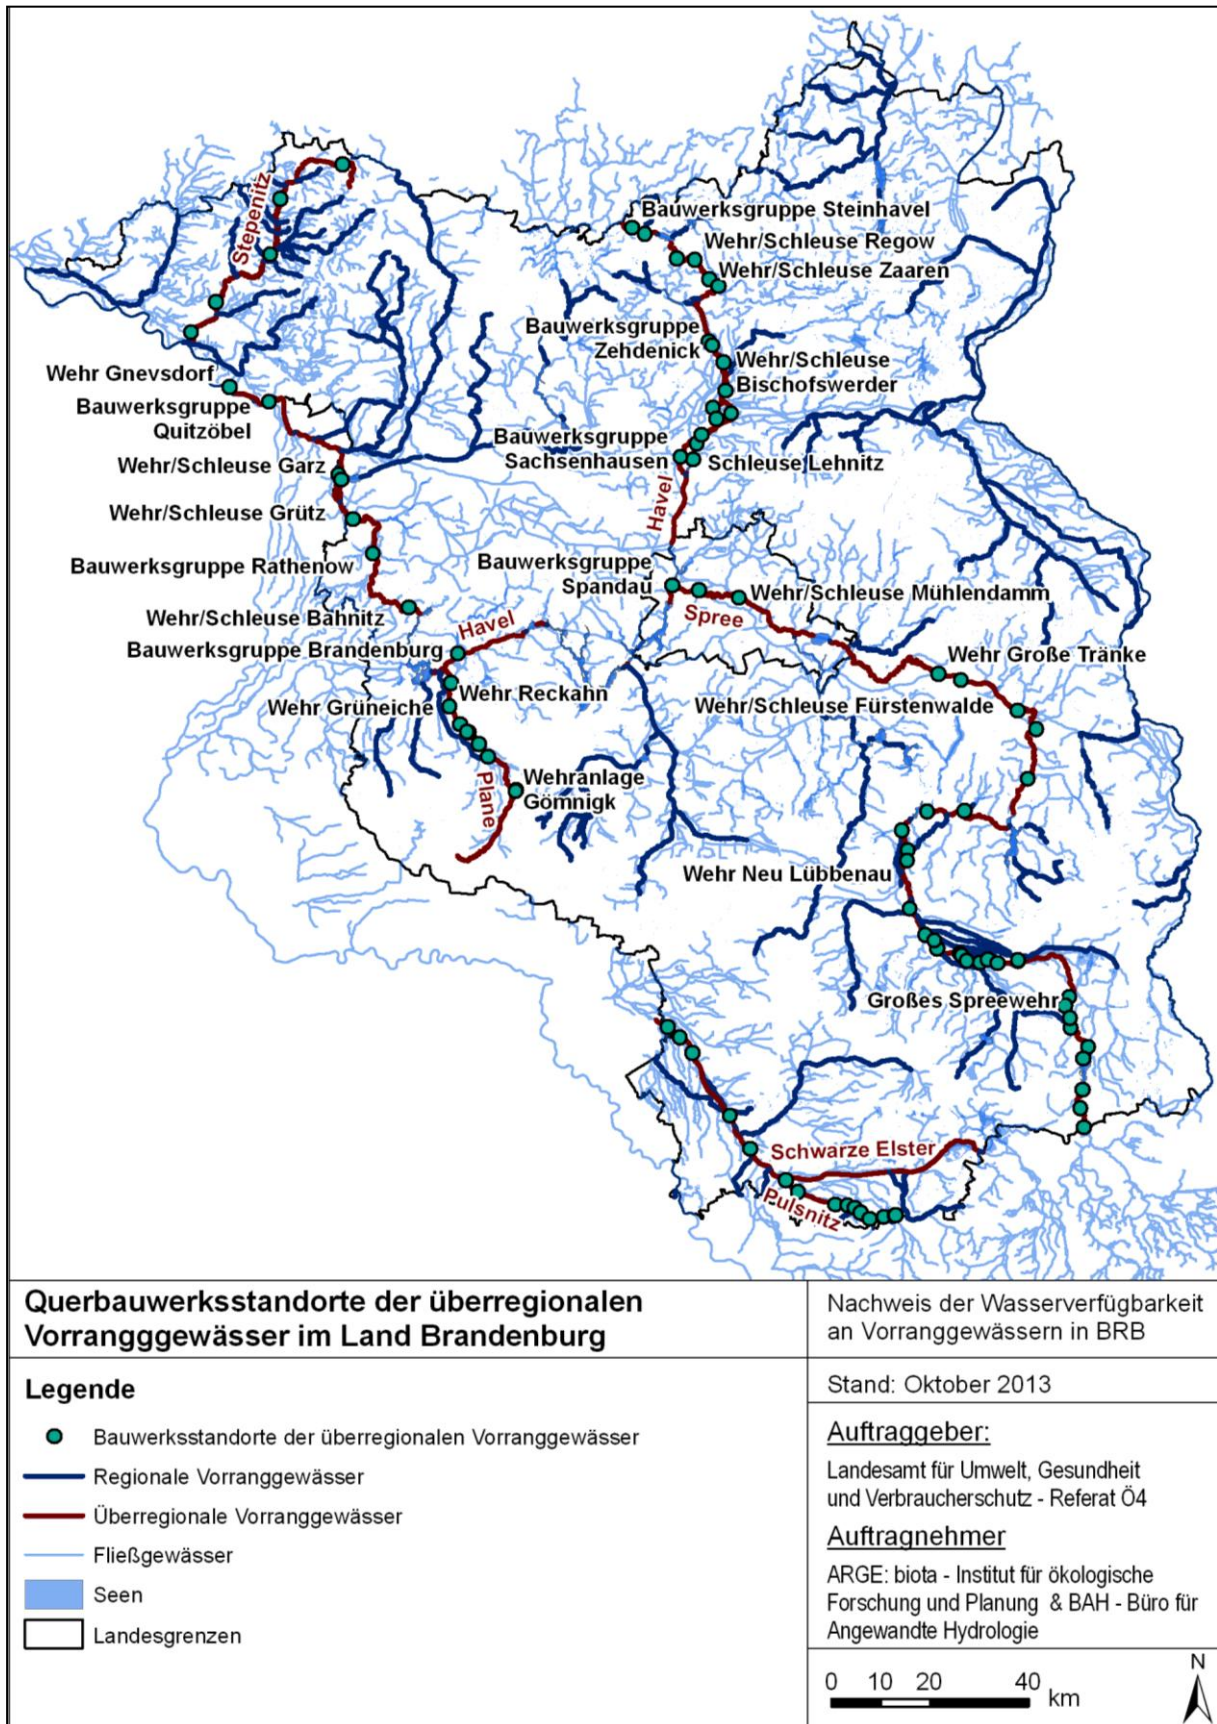 Stepenitz
Bauwerksgruppe Steinhavel
Wehr/Schleuse Regow
Wehr/Schleuse Zaaren
Bauwerksgruppe
Zehdenick
Wehr/Schleuse
Bischofswerder
Wehr Gnevsdorf
Bauwerksgruppe
Quitzöbel
Bauwerksgruppe
Sachsenhausen
Schleuse Lehnitz
Wehr/Schleuse Garz
Havel
Wehr/Schleuse Grütz
Bauwerksgruppe Rathenow
Bauwerksgruppe
Spandau
Wehr/Schleuse Mühlendamm
Spree
Wehr/Schleuse Bahnitz
Havel
Bauwerksgruppe Brandenburg
Wehr Große Tränke
Wehr Reckahn
Wehr Grüneiche
Wehr/Schleuse Fürstenwalde
Plane
Wehranlage
Gömnigk
Wehr Neu Lübbenau
Großes Spreewehr
Schwarze Elster
Pulsnitz
Querbauwerksstandorte der überregionalen
Vorrangggewässer im Land Brandenburg
Legende
Bauwerksstandorte der überregionalen Vorranggewässer
Regionale Vorranggewässer
Überregionale Vorranggewässer
Fließgewässer
Seen
Landesgrenzen
Nachweis der Wasserverfügbarkeit
an Vorranggewässern in BRB
Stand: Oktober 2013
Auftraggeber:
Landesamt für Umwelt, Gesundheit
und Verbraucherschutz - Referat Ö4
Auftragnehmer
ARGE: biota - Institut für ökologische
Forschung und Planung & BAH - Büro für
Angewandte Hydrologie
0 10 20 40 km
N